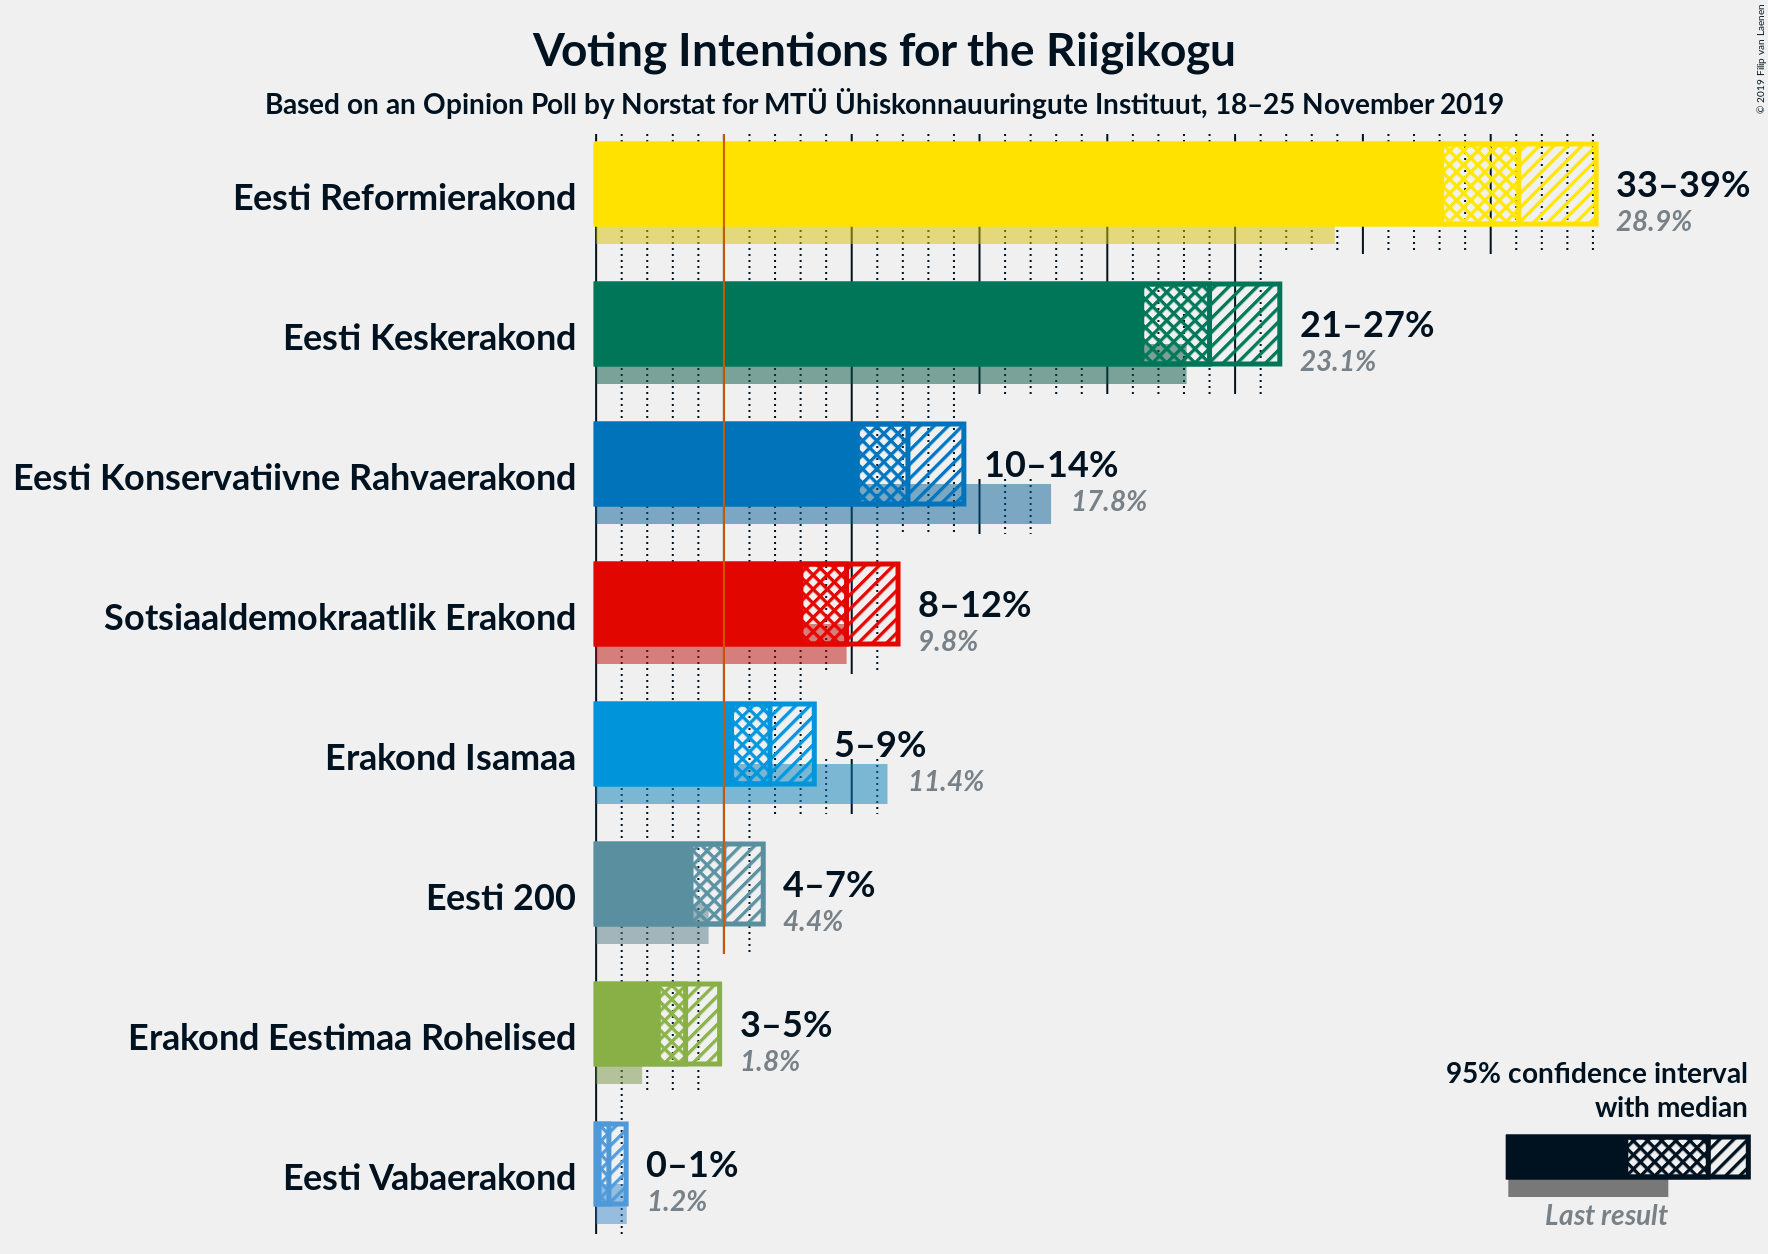 Voting Intentions for the Riigikogu
Based on an Opinion Poll by Norstat for MTÜ Ühiskonnauuringute Instituut, 18–25 November 2019
© 2019 Filip van Laenen
Eesti Reformierakond
33–39%
28.9%
Eesti Keskerakond
21–27%
23.1%
Eesti Konservatiivne Rahvaerakond
10–14%
17.8%
Sotsiaaldemokraatlik Erakond
8–12%
9.8%
Erakond Isamaa
5–9%
11.4%
Eesti 200
4–7%
4.4%
Erakond Eestimaa Rohelised
3–5%
1.8%
Eesti Vabaerakond
0–1%
1.2%
95% confidence interval
with median
Last result